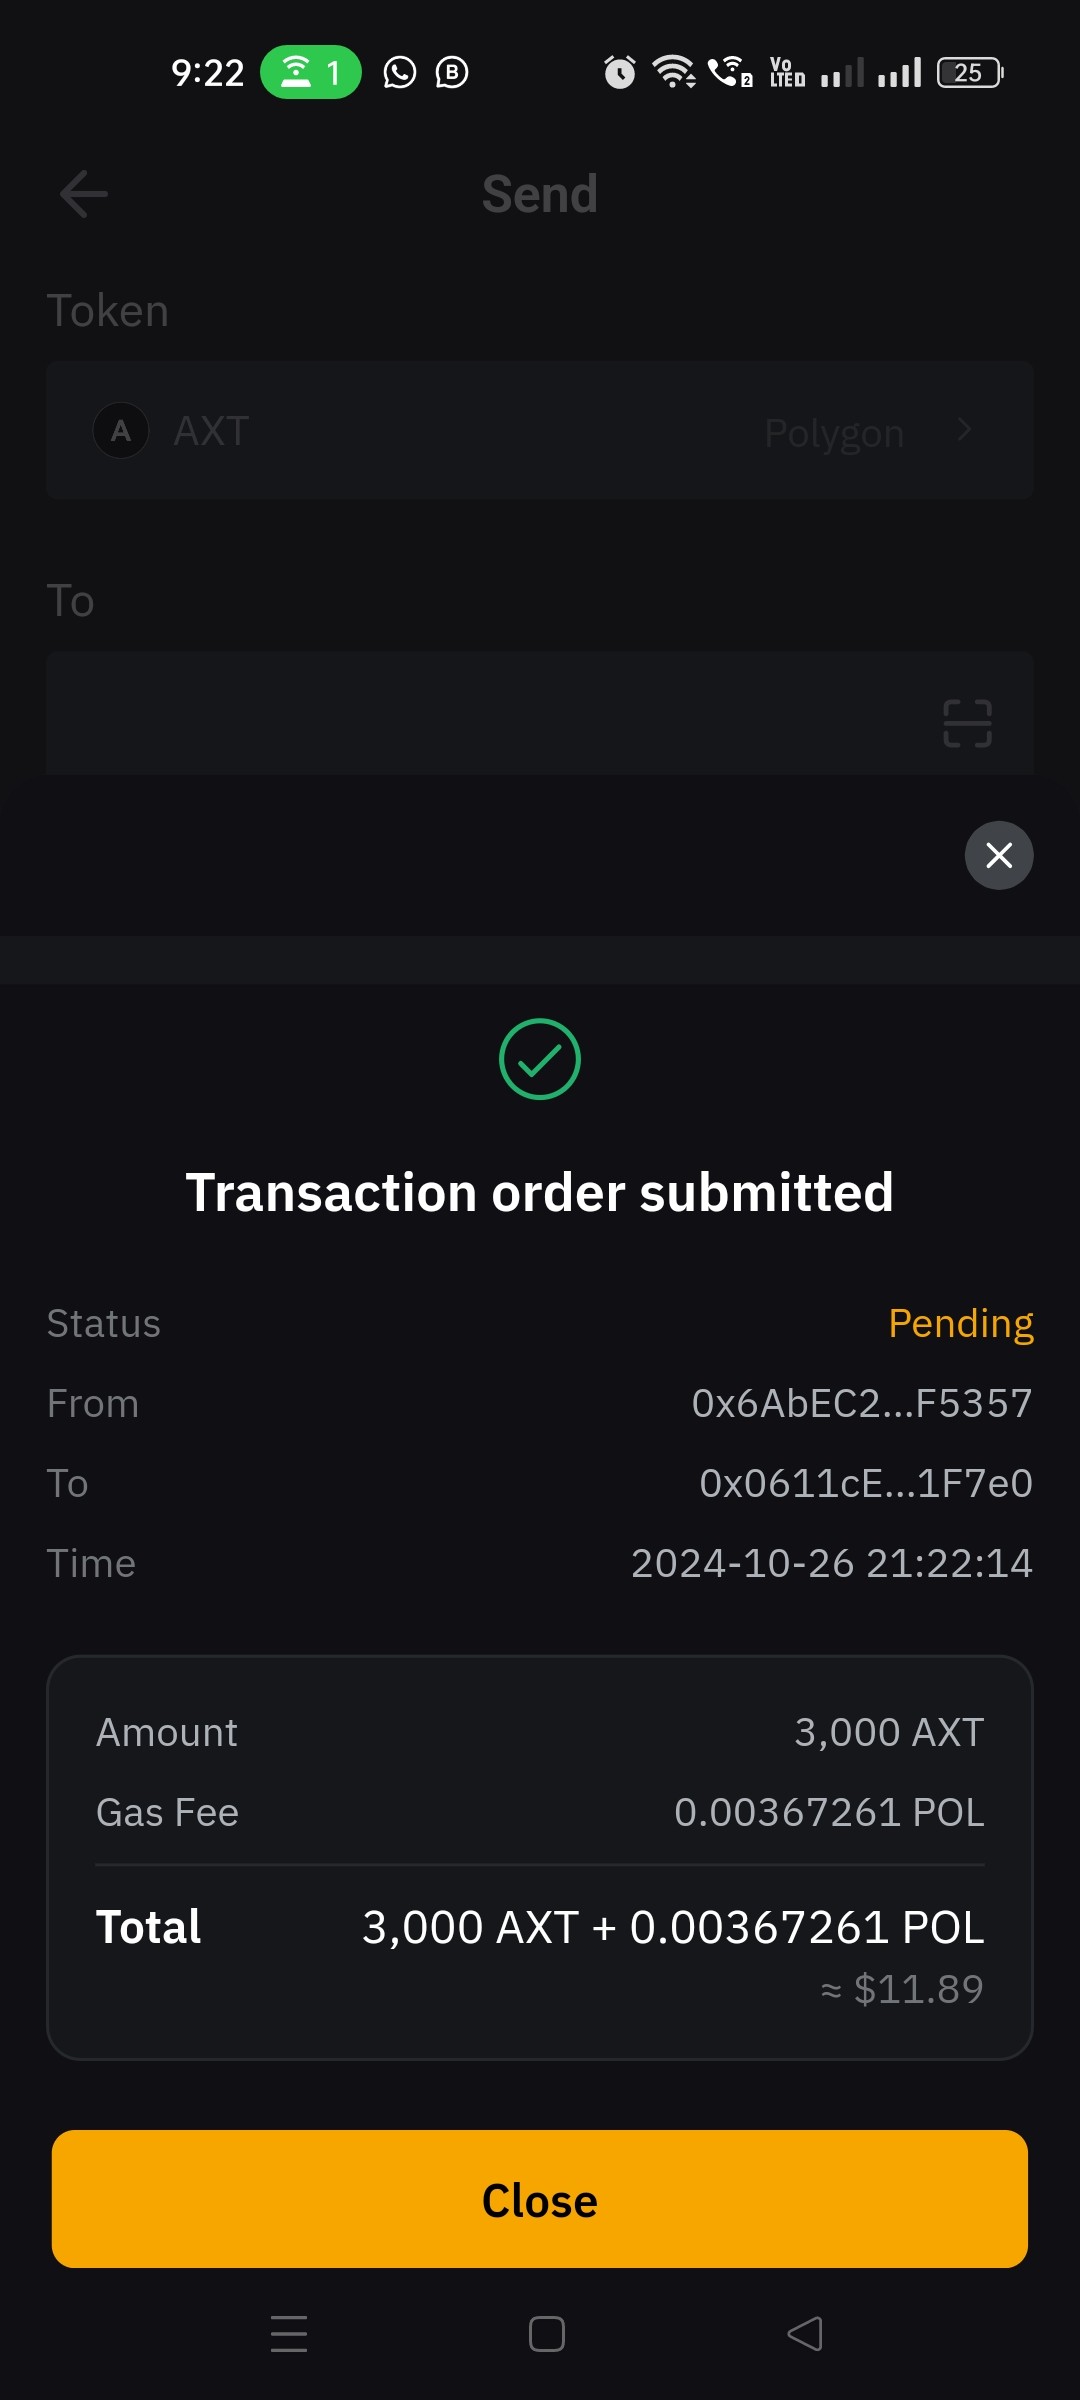 9:22 1 B 2 Vo LTE 25
Send
Token
A AXT Polygon
To
Transaction order submitted
Status Pending
From 0x6AbEC2...F5357
To 0x0611cE...1F7e0
Time 2024-10-26 21:22:14
Amount 3,000 AXT
Gas Fee 0.00367261 POL
Total 3,000 AXT + 0.00367261 POL
≈ $11.89
Close